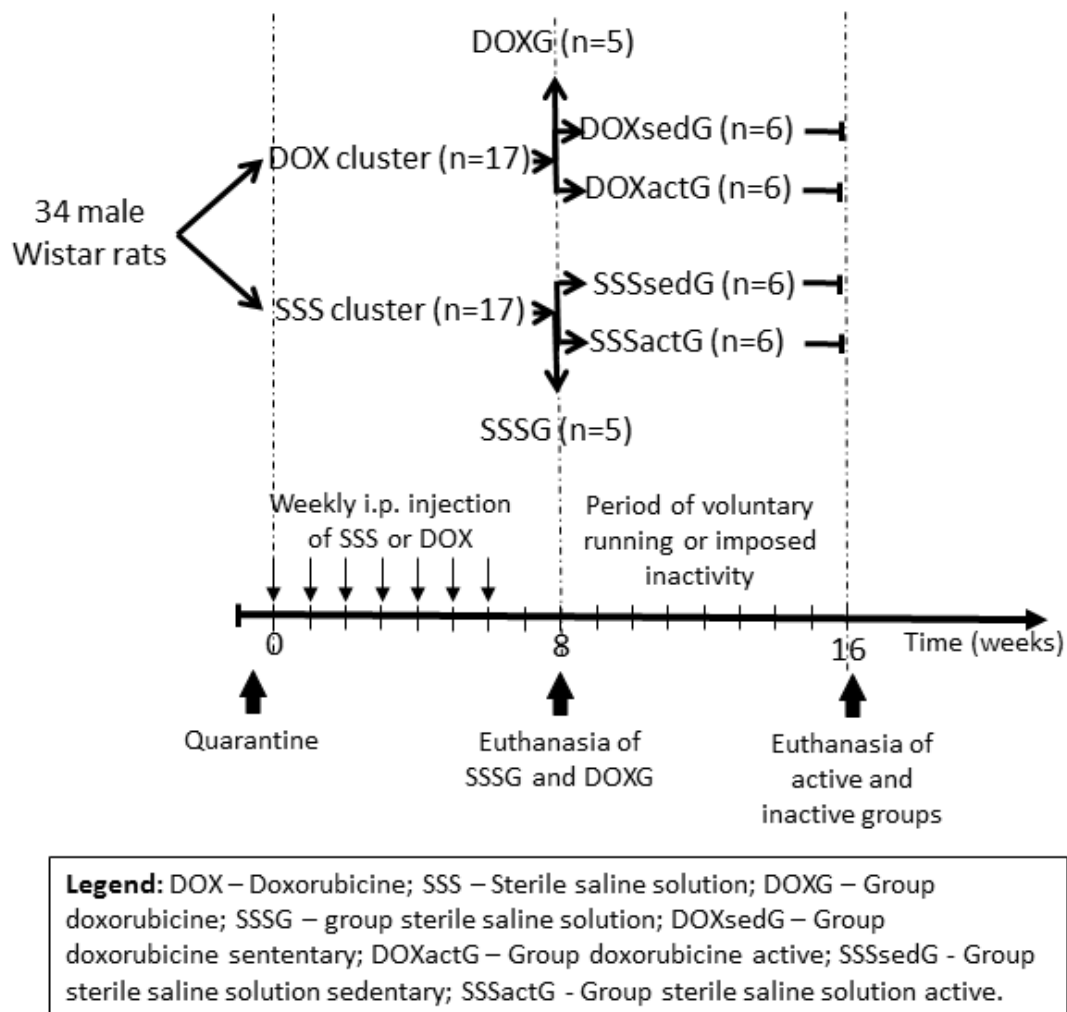 DOXG (n=5)
DOXsedG (n=6)
DOX cluster (n=17)
DOXactG (n=6)
34 male
Wistar rats
SSSsedG (n=6)
SSS cluster (n=17)
SSSactG (n=6)
SSSG (n=5)
Weekly i.p. injection
of SSS or DOX
Period of voluntary
running or imposed
inactivity
0
8
16
Time (weeks)
Quarantine
Euthanasia of
SSSG and DOXG
Euthanasia of
active and
inactive groups
Legend: DOX – Doxorubicine; SSS – Sterile saline solution; DOXG – Group
doxorubicine; SSSG – group sterile saline solution; DOXsedG – Group
doxorubicine sententary; DOXactG – Group doxorubicine active; SSSsedG - Group
sterile saline solution sedentary; SSSactG - Group sterile saline solution active.